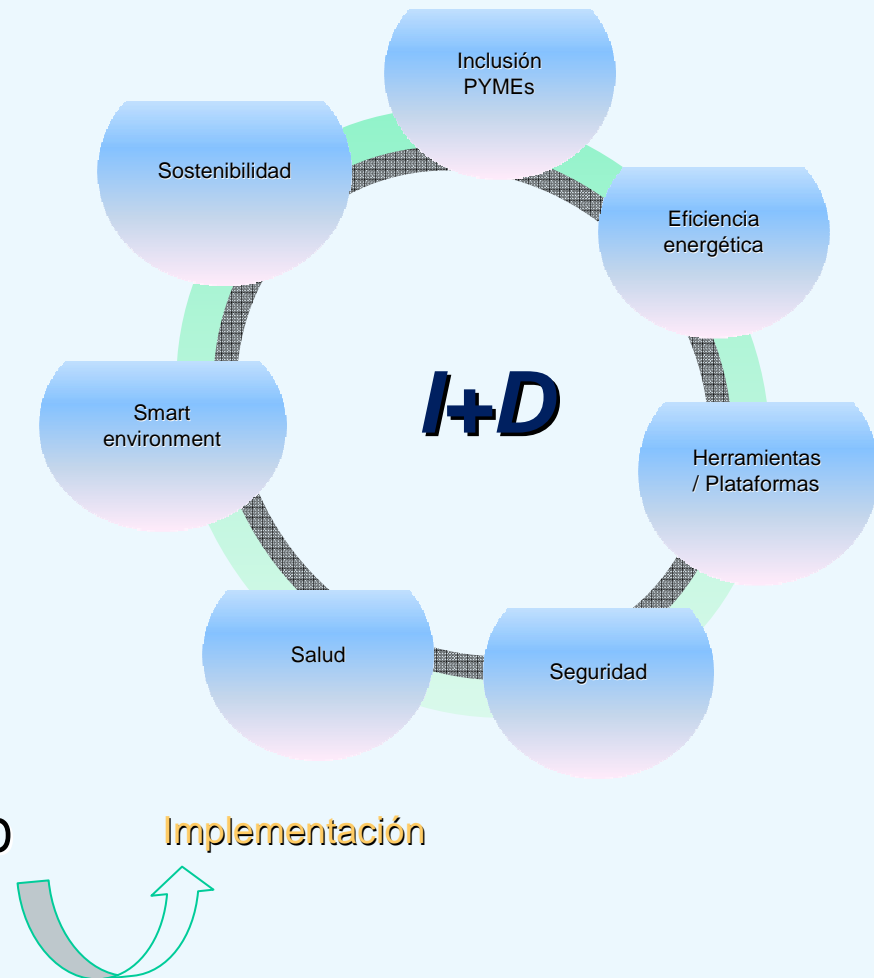 Inclusión
PYMEs
Sostenibilidad
Eficiencia
energética
I+D
Smart
environment
Herramientas
/ Plataformas
Salud
Seguridad
Implementación